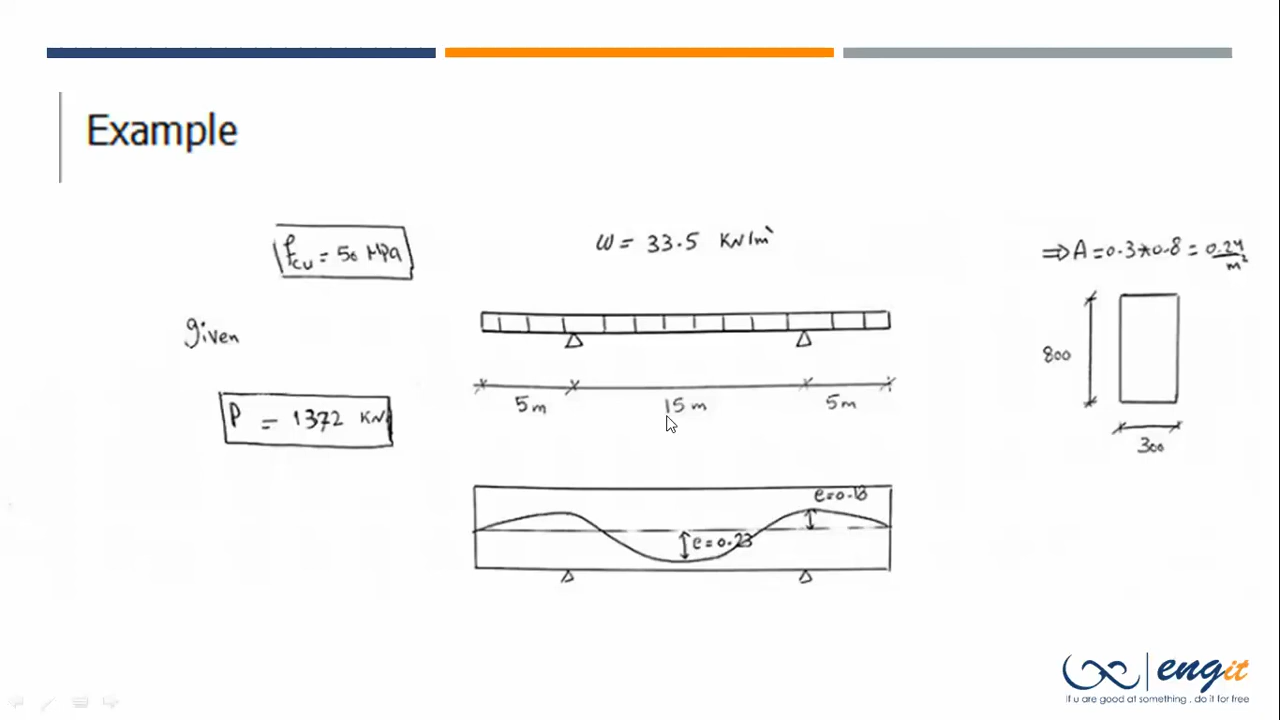 Example
fcu = 50 MPa
w = 33.5 KN/m'
⇒ A = 0.3*0.8 = 0.24 m²
given
800
P = 1372 KN
5m
15 m
5m
300
e=0.18
e=0.23
engit
if u are good at something , do it for free